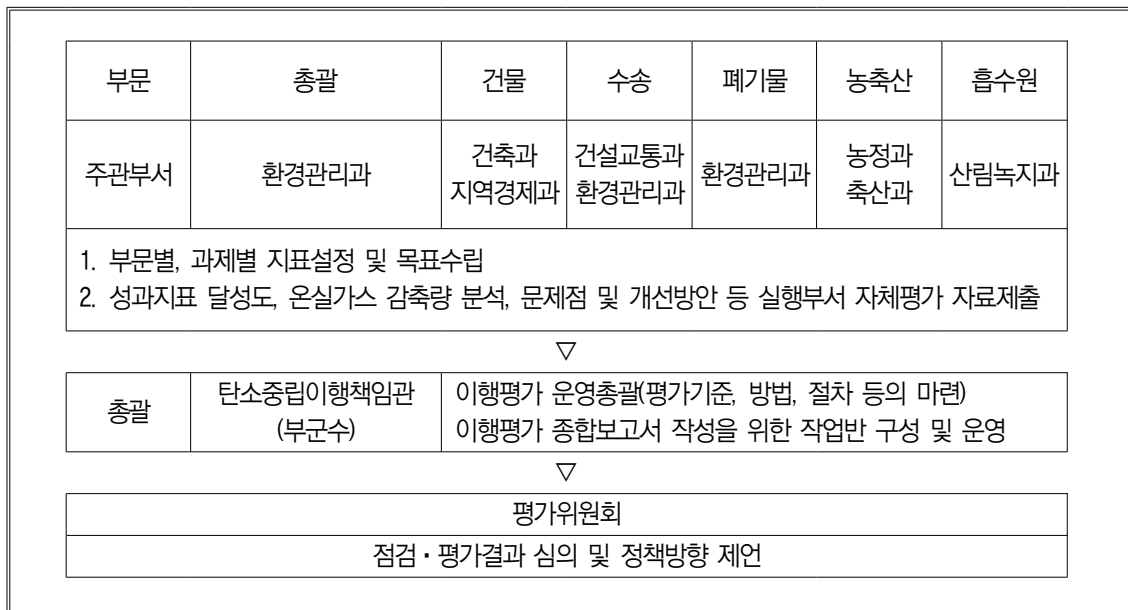 부문 총괄 건물 수송 폐기물 농축산 흡수원
주관부서 환경관리과 건축과 지역경제과 건설교통과 환경관리과 환경관리과 농정과 축산과 산림녹지과
1. 부문별, 과제별 지표설정 및 목표수립
2. 성과지표 달성도, 온실가스 감축량 분석, 문제점 및 개선방안 등 실행부서 자체평가 자료제출
▽
총괄 탄소중립이행책임관 (부군수)
이행평가 운영총괄(평가기준, 방법, 절차 등의 마련)
이행평가 종합보고서 작성을 위한 작업반 구성 및 운영
▽
평가위원회
점검・평가결과 심의 및 정책방향 제언